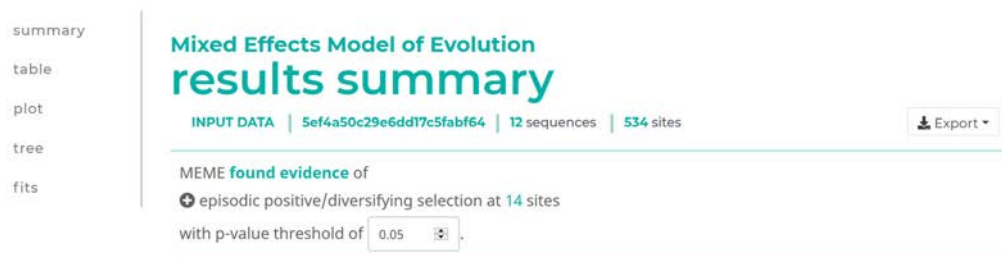 summary
table
plot
tree
fits
Mixed Effects Model of Evolution
results summary
INPUT DATA | 5ef4a50c29e6dd17c5fabf64 | 12 sequences | 534 sites
Export
MEME found evidence of
episodic positive/diversifying selection at 14 sites
with p-value threshold of 0.05 .